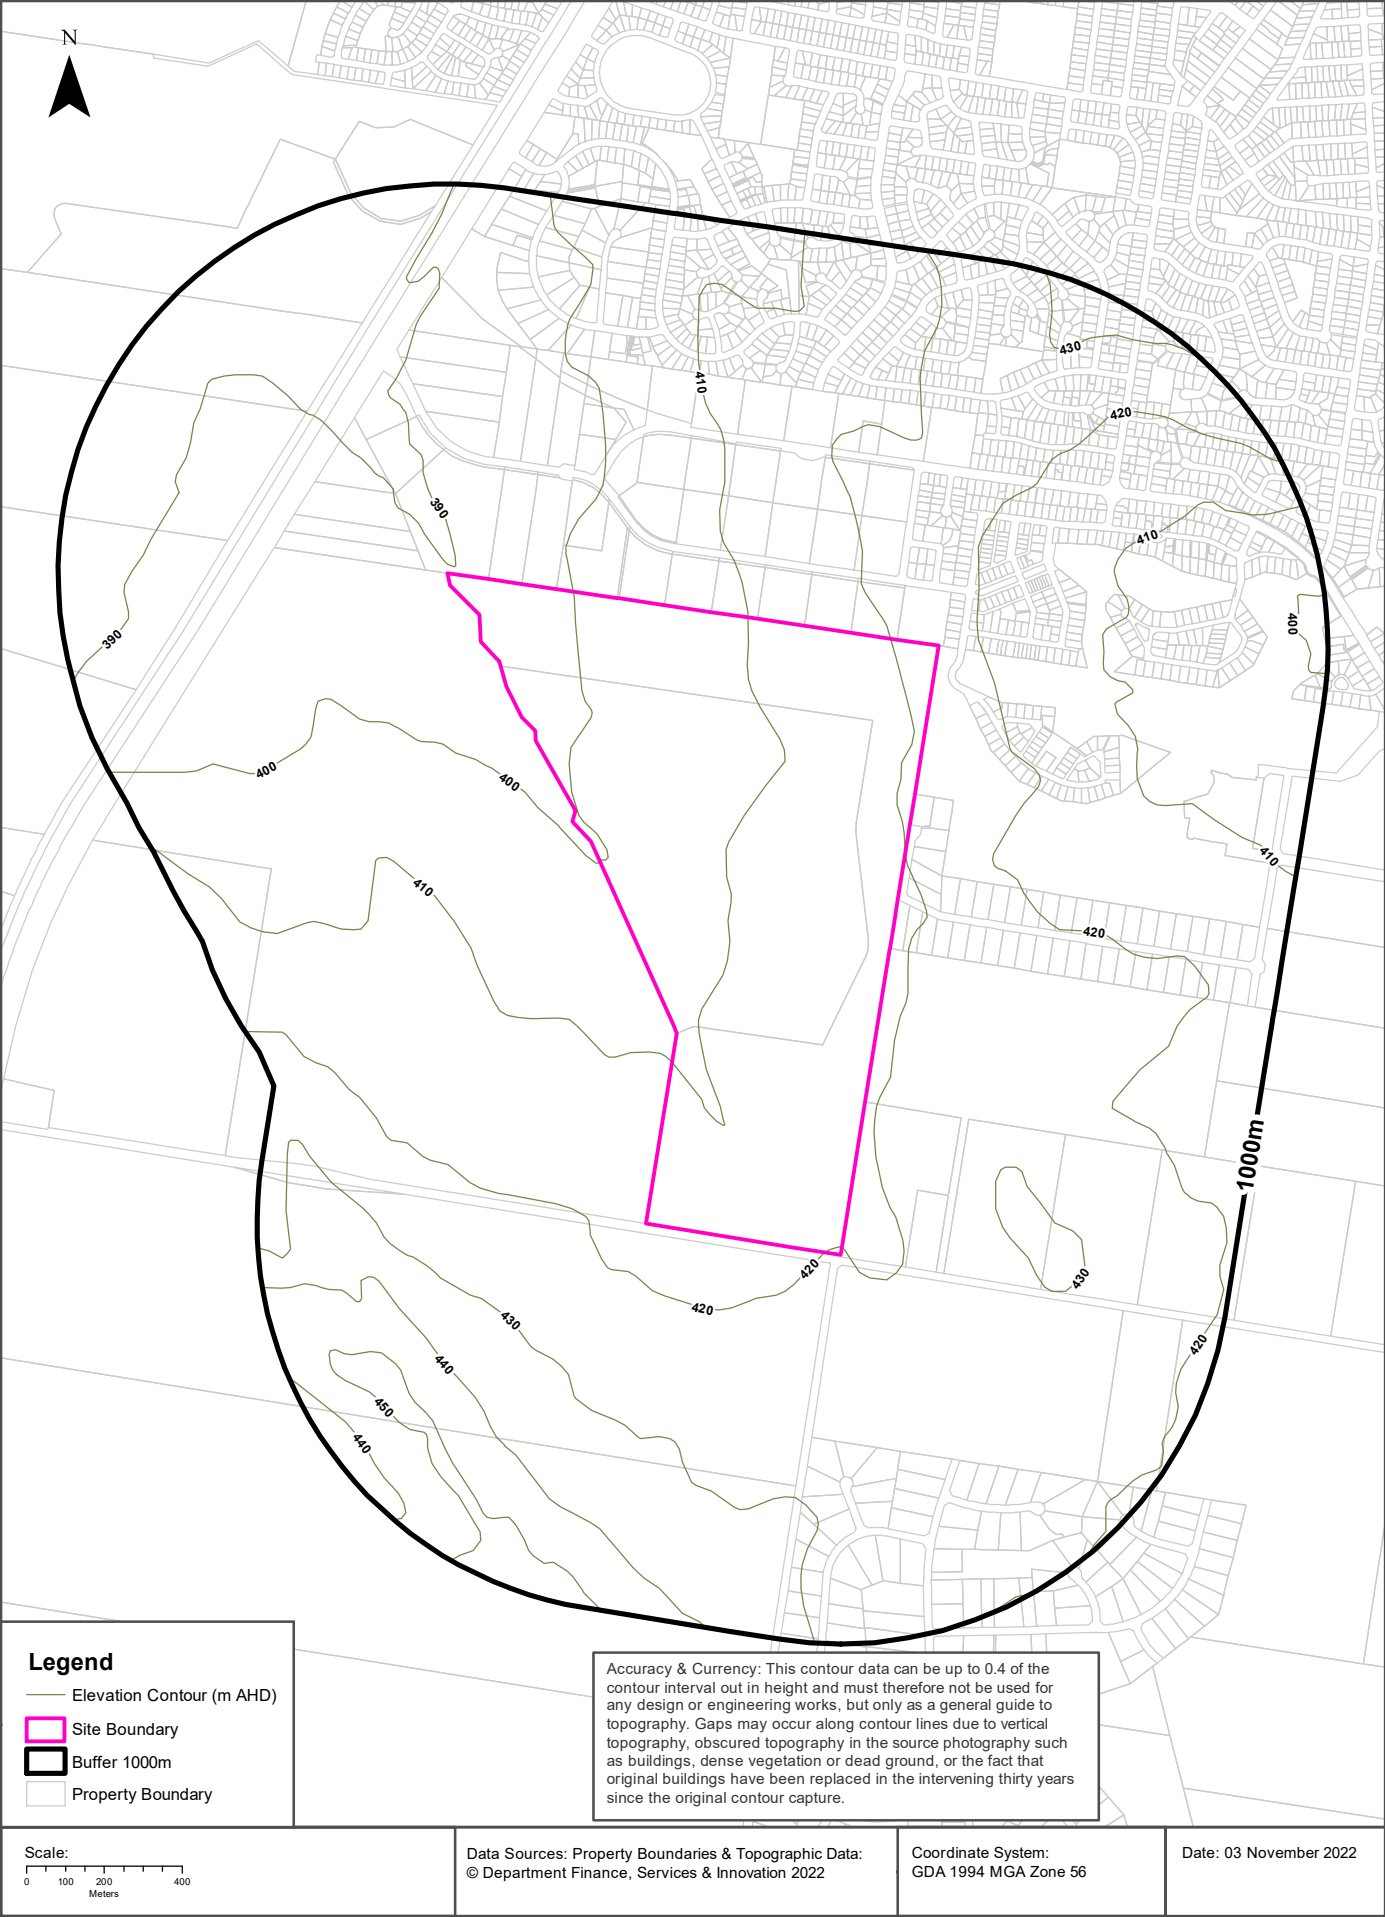 N
430
420
410
410
390
400
390
400
400
410
410
420
1000m
420
430
420
430
420
440
450
440
Legend
Elevation Contour (m AHD)
Site Boundary
Buffer 1000m
Property Boundary
Accuracy & Currency: This contour data can be up to 0.4 of the
contour interval out in height and must therefore not be used for
any design or engineering works, but only as a general guide to
topography. Gaps may occur along contour lines due to vertical
topography, obscured topography in the source photography such
as buildings, dense vegetation or dead ground, or the fact that
original buildings have been replaced in the intervening thirty years
since the original contour capture.
Scale:
0 100 200 400
Meters
Data Sources: Property Boundaries & Topographic Data:
© Department Finance, Services & Innovation 2022
Coordinate System:
GDA 1994 MGA Zone 56
Date: 03 November 2022